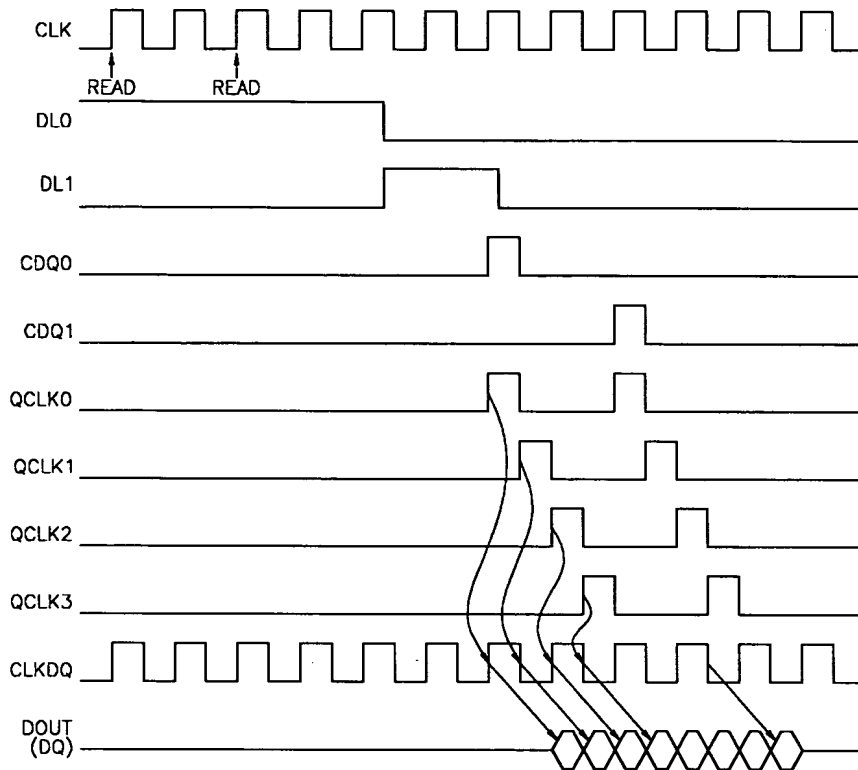 CLK
READ READ
DL0
DL1
CDQ0
CDQ1
QCLK0
QCLK1
QCLK2
QCLK3
CLKDQ
DOUT
(DQ)